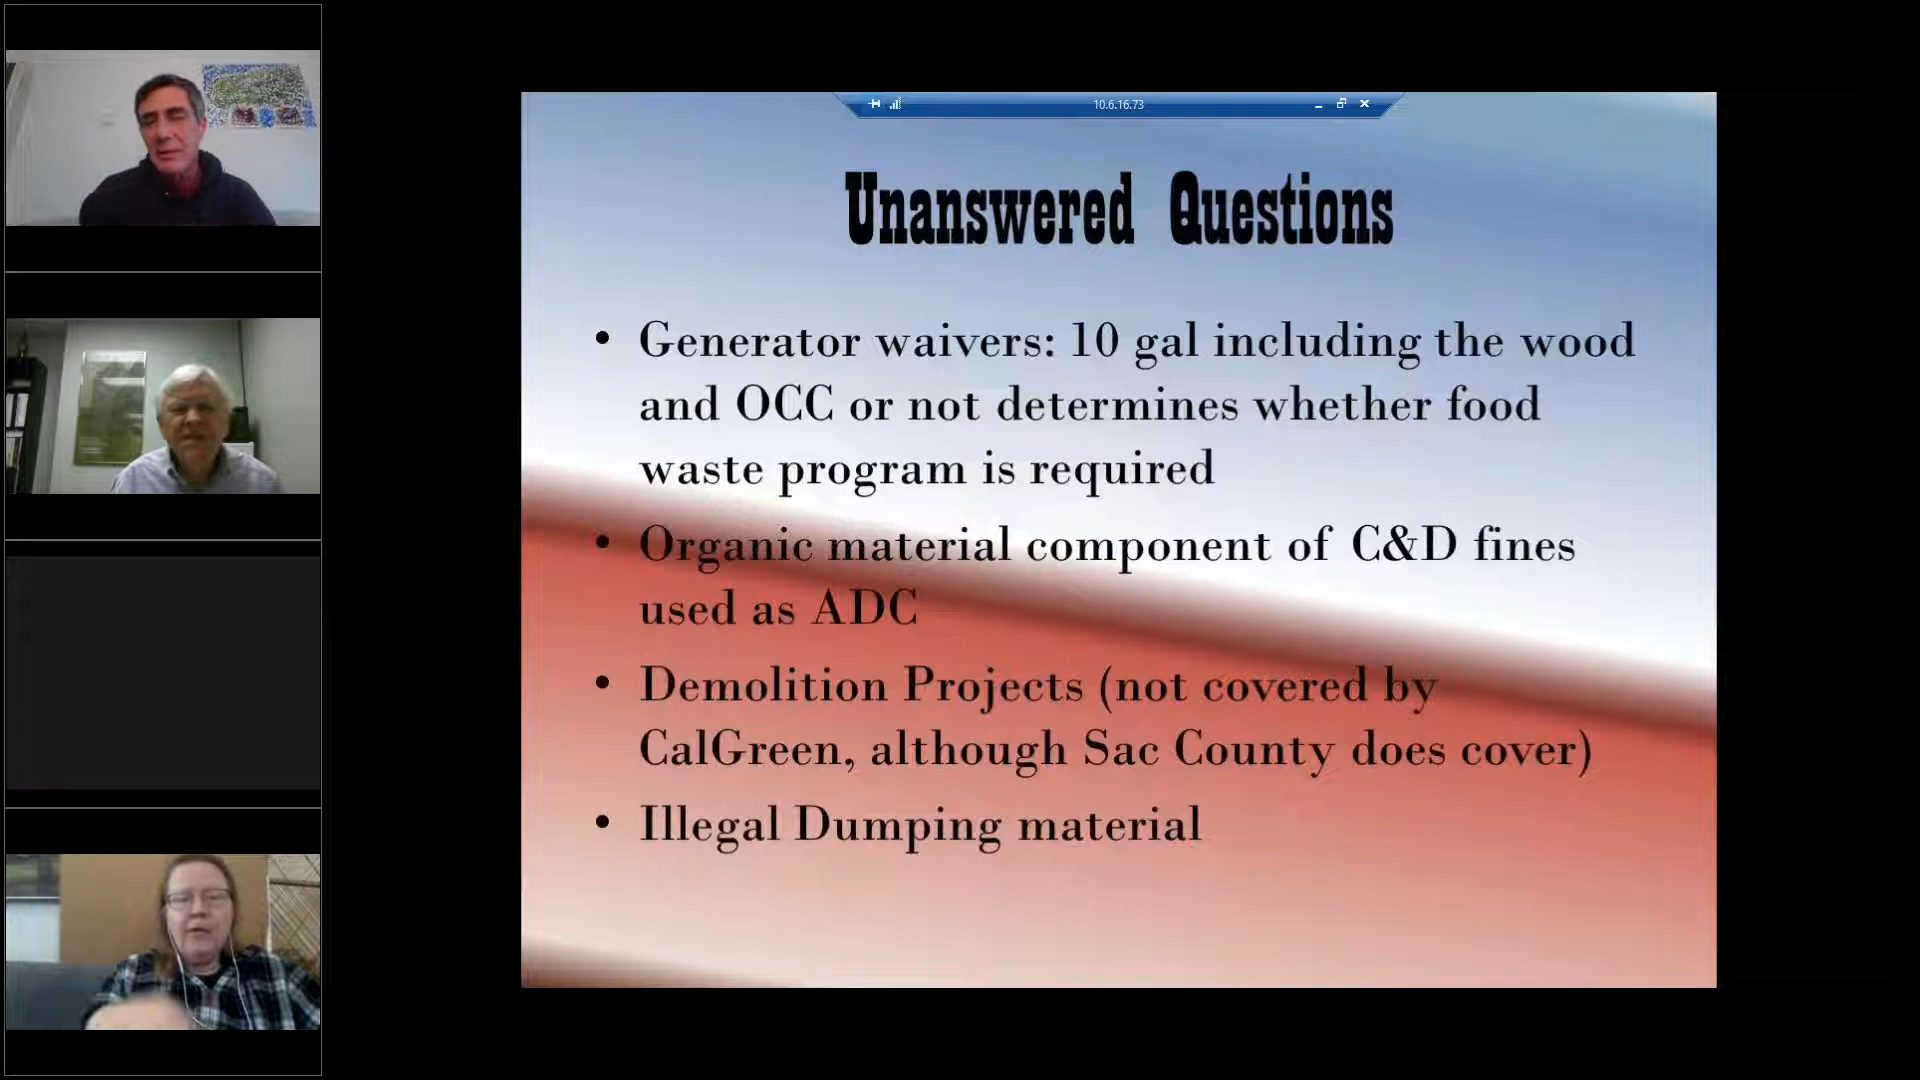 10.6.16.73
Unanswered Questions
• Generator waivers: 10 gal including the wood
and OCC or not determines whether food
waste program is required
• Organic material component of C&D fines
used as ADC
• Demolition Projects (not covered by
CalGreen, although Sac County does cover)
• Illegal Dumping material